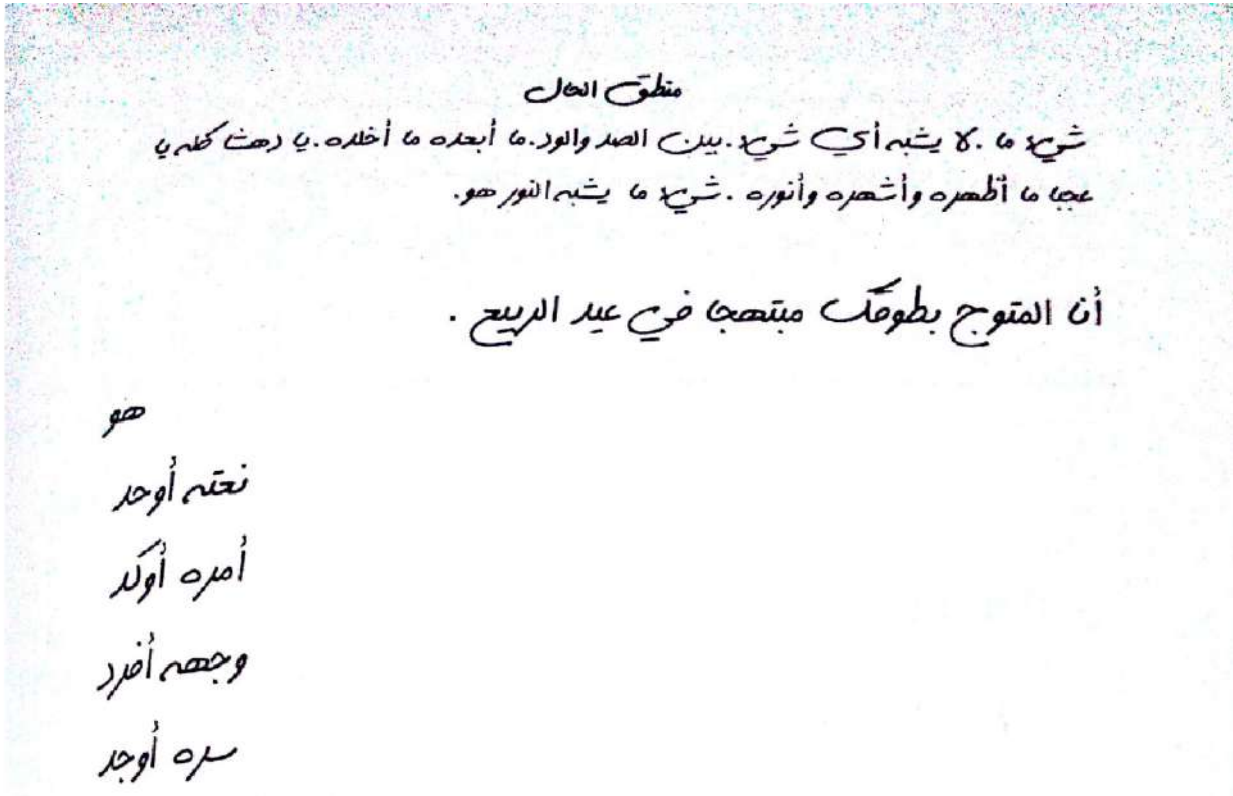 منطق الحال
شيء ما . لا يشبه أي شيء . بين الصد والود . ما أبعده ما أخلده . يا دهشا كله يا
عجبا ما أظهره وأشهره وأنوره . شيء ما يشبه النور هو .
أنا المتوج بطوقك مبتهجا في عيد الربيع .
هو
نعته أوحد
أمره أوكد
وجهه أفرد
سره أوجد